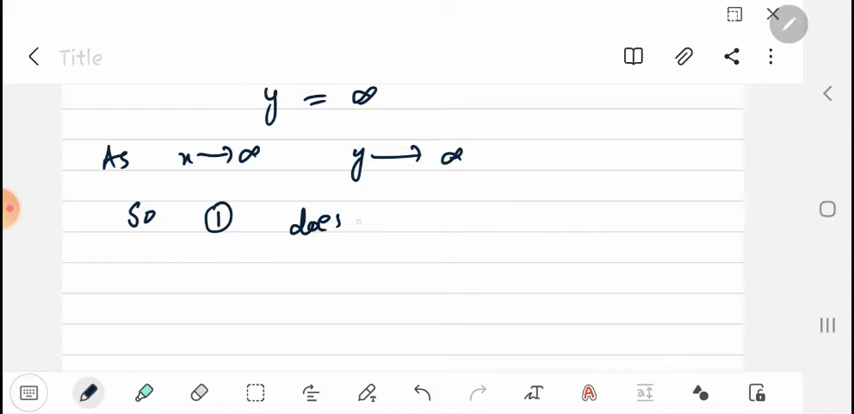 Title
y = ∞
As x→∞ y→∞
So ① does